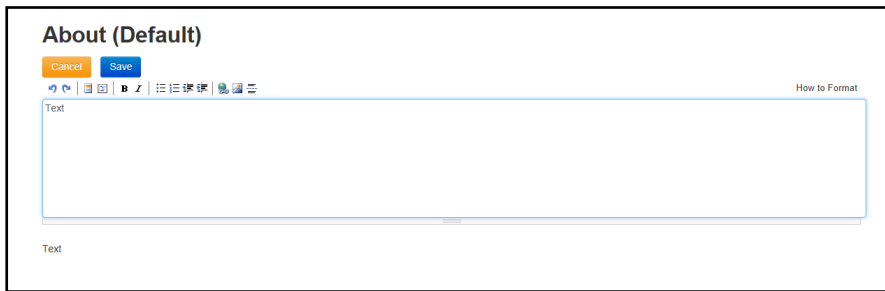 About (Default)
Cancel Save
B I How to Format
Text
Text